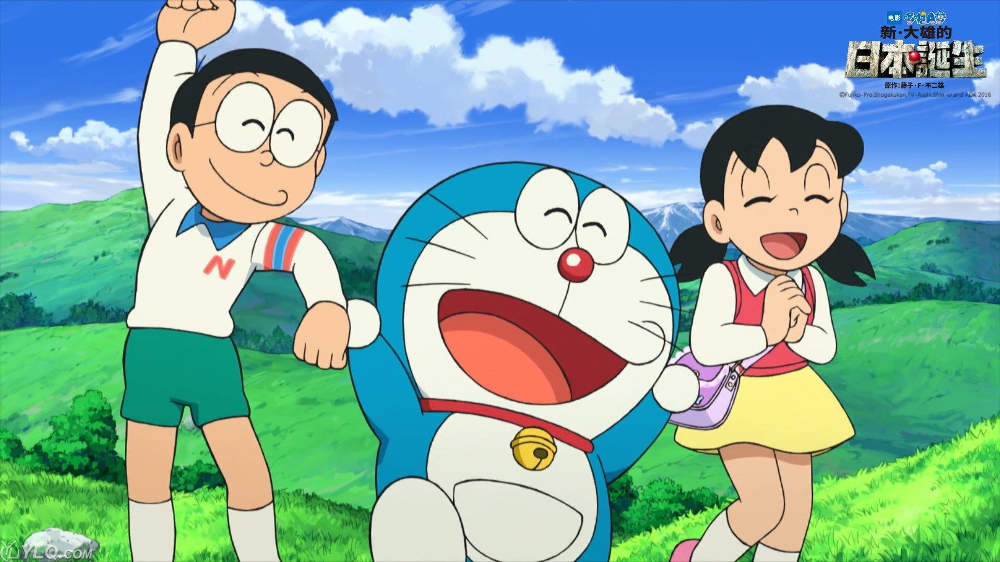 电影 哆啦A梦
新·大雄的
日本誕生
原作:藤子·F·不二雄
©Fujiko-Pro,Shogakukan,TV-Asahi,Shin-ei,and ADK 2016
N
YLQ.COM